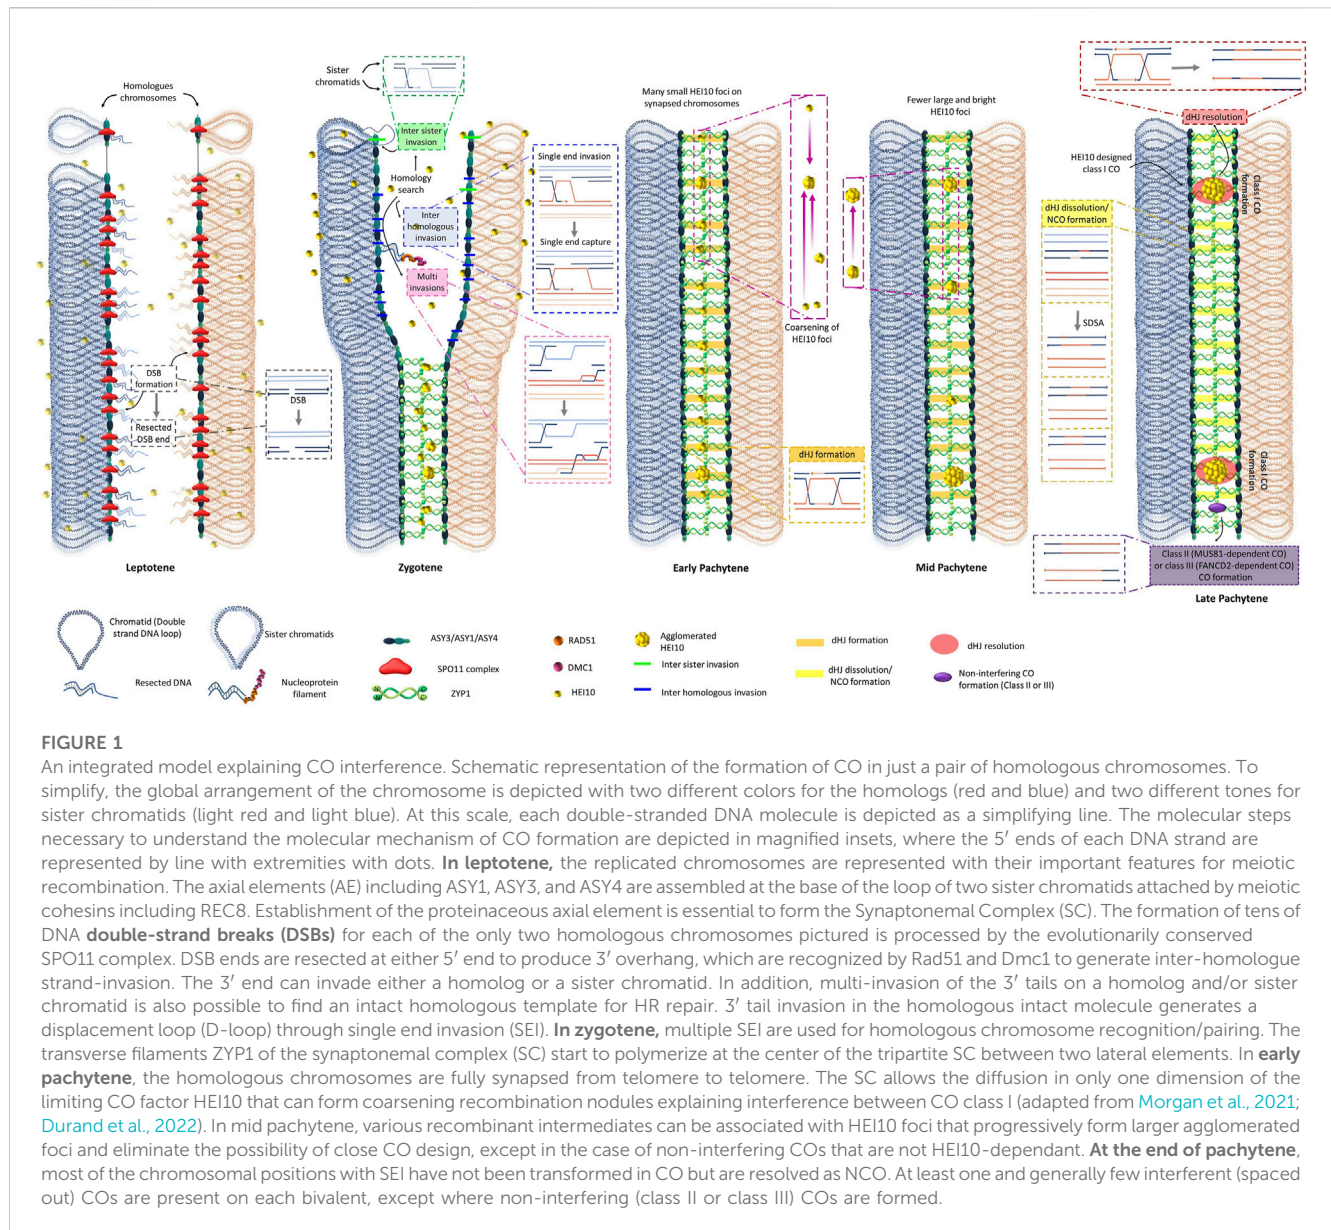 Homologues
chromosomes
DSB
formation
Resected
DSB end
DSB
Leptotene
Sister
chromatids
Inter sister
invasion
Homology
search
Inter
homologous
invasion
Multi
invasions
Single end invasion
Single end capture
Zygotene
Many small HEI10 foci on
synapsed chromosomes
Coarsening of
HEI10 foci
dHJ formation
Early Pachytene
Fewer large and bright
HEI10 foci
Mid Pachytene
dHJ resolution
HEI10 designed
class I CO
Class I CO
formation
dHJ dissolution/
NCO formation
SDSA
Class I CO
formation
Class II (MUS81-dependent CO)
or class III (FANCD2-dependent CO)
CO formation
Late Pachytene
Chromatid (Double
strand DNA loop)
Sister chromatids
Resected DNA
Nucleoprotein
filament
ASY3/ASY1/ASY4
SPO11 complex
N
N
C
C
ZYP1
RAD51
DMC1
HEI10
Agglomerated
HEI10
Inter sister invasion
Inter homologous invasion
dHJ formation
dHJ dissolution/
NCO formation
dHJ resolution
Non-interfering CO
formation (Class II or III)
FIGURE 1
An integrated model explaining CO interference. Schematic representation of the formation of CO in just a pair of homologous chromosomes. To
simplify, the global arrangement of the chromosome is depicted with two different colors for the homologs (red and blue) and two different tones for
sister chromatids (light red and light blue). At this scale, each double-stranded DNA molecule is depicted as a simplifying line. The molecular steps
necessary to understand the molecular mechanism of CO formation are depicted in magnified insets, where the 5′ ends of each DNA strand are
represented by line with extremities with dots. In leptotene, the replicated chromosomes are represented with their important features for meiotic
recombination. The axial elements (AE) including ASY1, ASY3, and ASY4 are assembled at the base of the loop of two sister chromatids attached by meiotic
cohesins including REC8. Establishment of the proteinaceous axial element is essential to form the Synaptonemal Complex (SC). The formation of tens of
DNA double-strand breaks (DSBs) for each of the only two homologous chromosomes pictured is processed by the evolutionarily conserved
SPO11 complex. DSB ends are resected at either 5′ end to produce 3′ overhang, which are recognized by Rad51 and Dmc1 to generate inter-homologue
strand-invasion. The 3′ end can invade either a homolog or a sister chromatid. In addition, multi-invasion of the 3′ tails on a homolog and/or sister
chromatid is also possible to find an intact homologous template for HR repair. 3′ tail invasion in the homologous intact molecule generates a
displacement loop (D-loop) through single end invasion (SEI). In zygotene, multiple SEI are used for homologous chromosome recognition/pairing. The
transverse filaments ZYP1 of the synaptonemal complex (SC) start to polymerize at the center of the tripartite SC between two lateral elements. In early
pachytene, the homologous chromosomes are fully synapsed from telomere to telomere. The SC allows the diffusion in only one dimension of the
limiting CO factor HEI10 that can form coarsening recombination nodules explaining interference between CO class I (adapted from Morgan et al., 2021;
Durand et al., 2022). In mid pachytene, various recombinant intermediates can be associated with HEI10 foci that progressively form larger agglomerated
foci and eliminate the possibility of close CO design, except in the case of non-interfering COs that are not HEI10-dependant. At the end of pachytene,
most of the chromosomal positions with SEI have not been transformed in CO but are resolved as NCO. At least one and generally few interferent (spaced
out) COs are present on each bivalent, except where non-interfering (class II or class III) COs are formed.